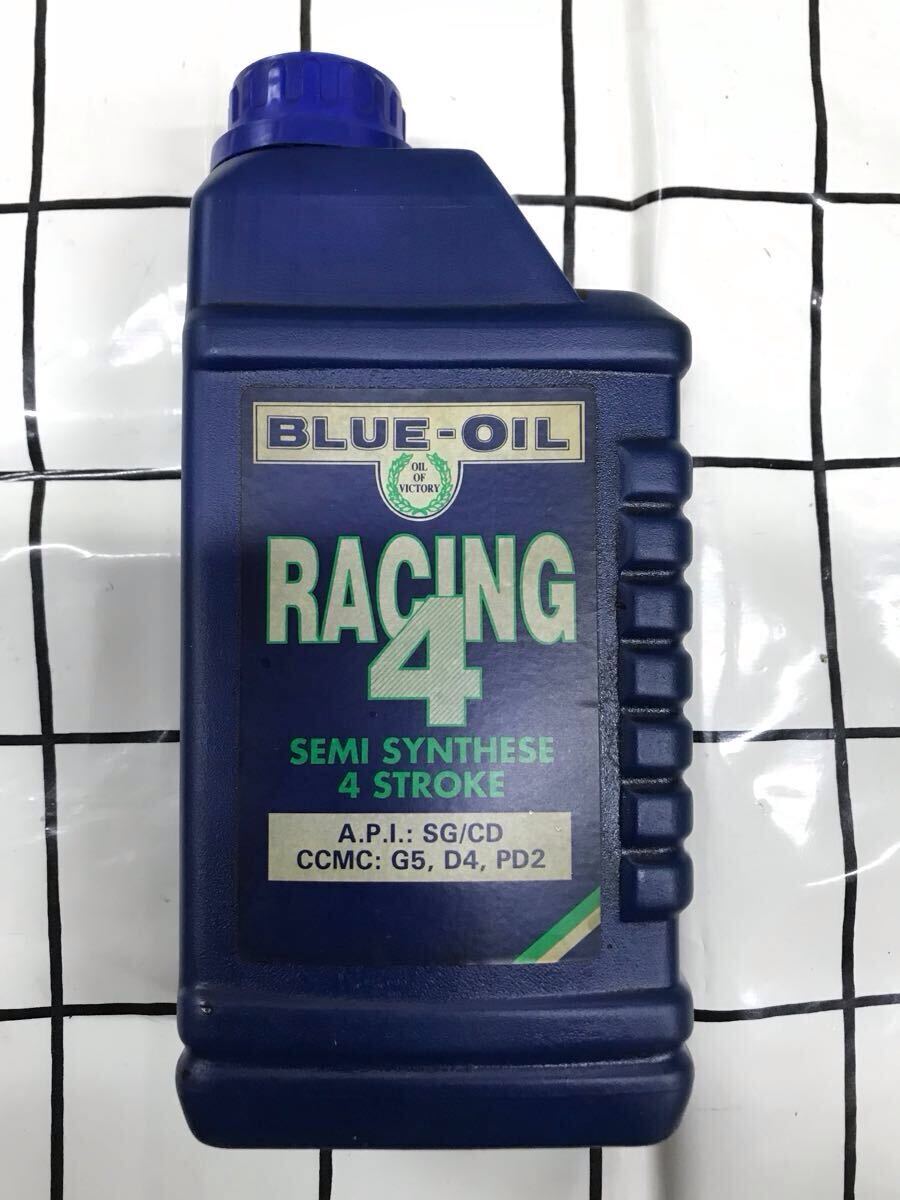 BLUE-OIL
OIL
OF
VICTORY
RACING
4
SEMI SYNTHESE
4 STROKE
A.P.I.: SG/CD
CCMC: G5, D4, PD2